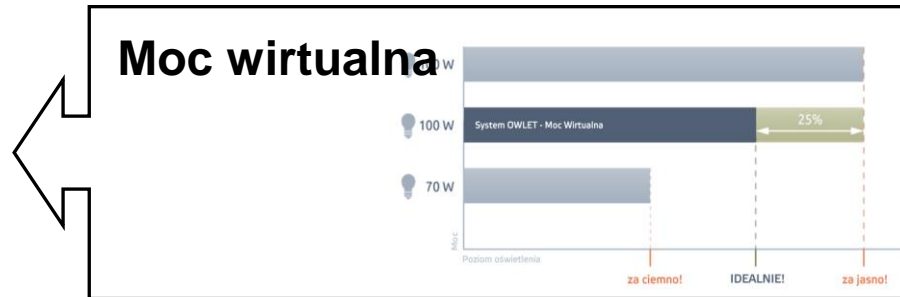 Moc wirtualna
W
100 W
System OWLET - Moc Wirtualna
25%
70 W
Moc
Poziom oświetlenia
za ciemno!
IDEALNIE!
za jasno!